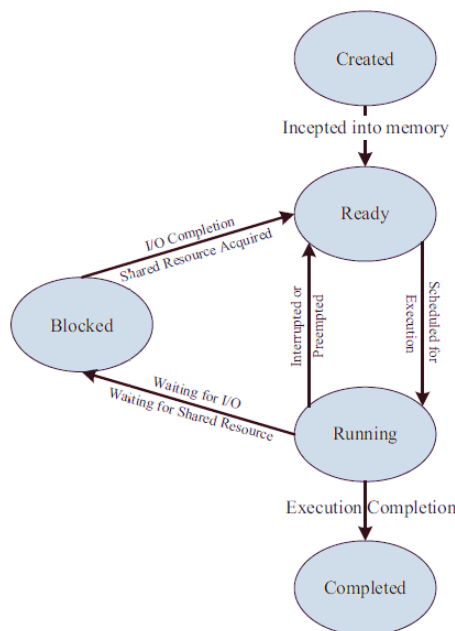 Created
Incepted into memory
Ready
I/O Completion
Shared Resource Acquired
Interrupted or
Preempted
Scheduled for
Execution
Blocked
Waiting for I/O
Waiting for Shared Resource
Running
Execution Completion
Completed